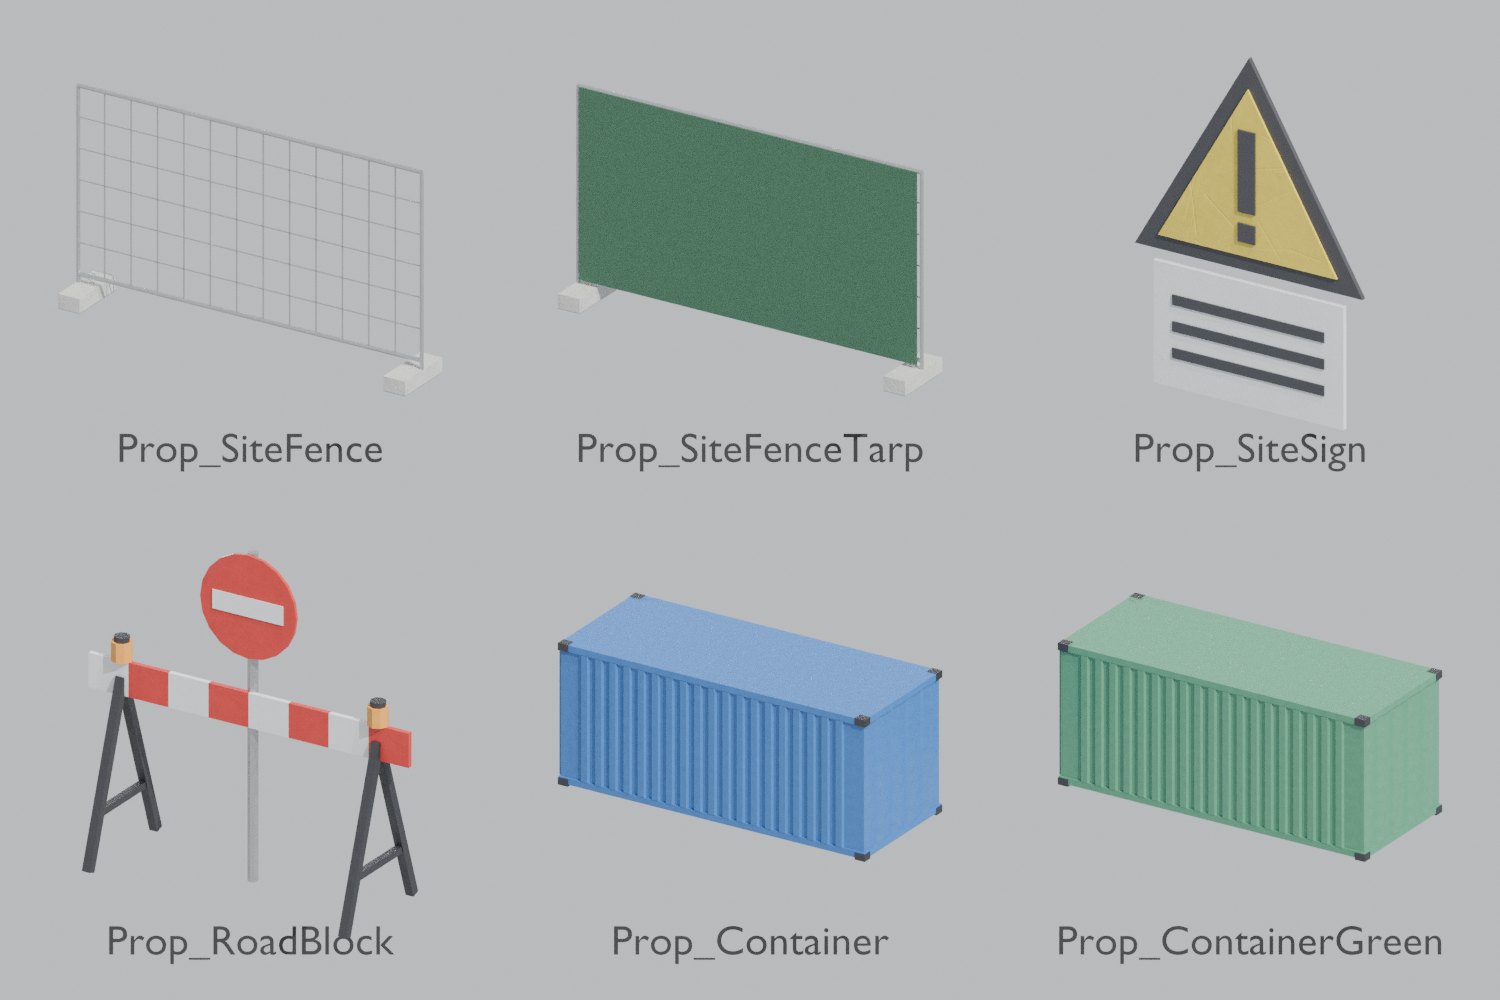 !
Prop_SiteFence
Prop_SiteFenceTarp
Prop_SiteSign
Prop_RoadBlock
Prop_Container
Prop_ContainerGreen